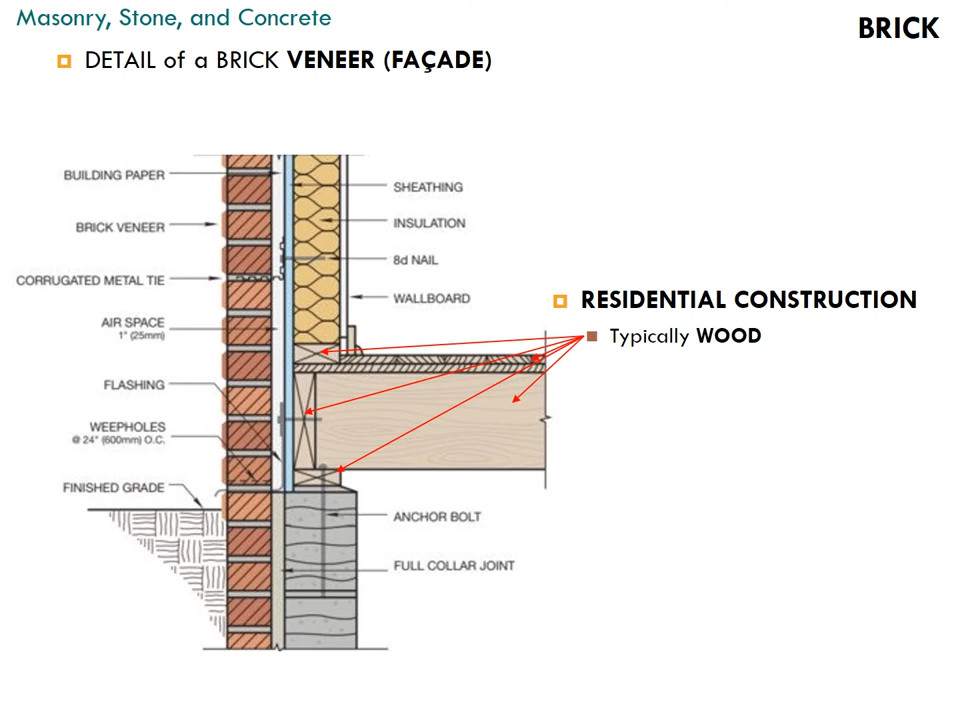 Masonry, Stone, and Concrete
BRICK
DETAIL of a BRICK VENEER (FAÇADE)
BUILDING PAPER
BRICK VENEER
CORRUGATED METAL TIE
AIR SPACE
1" (25mm)
FLASHING
WEEPHOLES
@ 24" (600mm) O.C.
FINISHED GRADE
SHEATHING
INSULATION
8d NAIL
WALLBOARD
ANCHOR BOLT
FULL COLLAR JOINT
RESIDENTIAL CONSTRUCTION
Typically WOOD